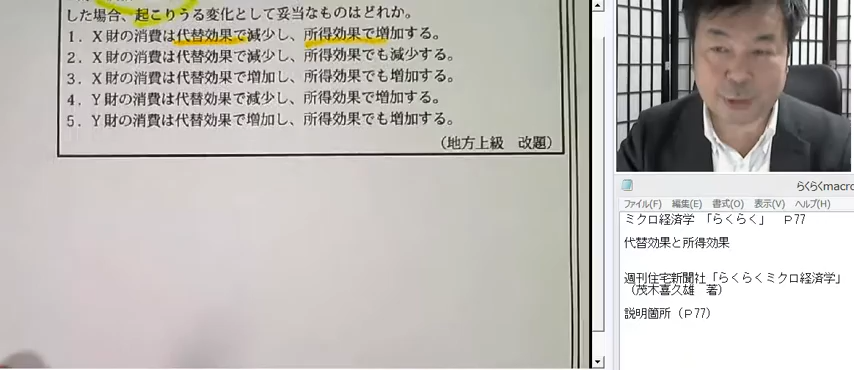 した場合、起こりうる変化として妥当なものはどれか。
1．Ｘ財の消費は代替効果で減少し、所得効果で増加する。
2．Ｘ財の消費は代替効果で減少し、所得効果でも減少する。
3．Ｘ財の消費は代替効果で増加し、所得効果でも増加する。
4．Ｙ財の消費は代替効果で減少し、所得効果で増加する。
5．Ｙ財の消費は代替効果で増加し、所得効果でも増加する。
（地方上級　改題）
らくらくmacro
ファイル(F)　編集(E)　書式(O)　表示(V)　ヘルプ(H)
ミクロ経済学　「らくらく」　Ｐ77
代替効果と所得効果
週刊住宅新聞社「らくらくミクロ経済学」
（茂木喜久雄　著）
説明箇所（Ｐ77）